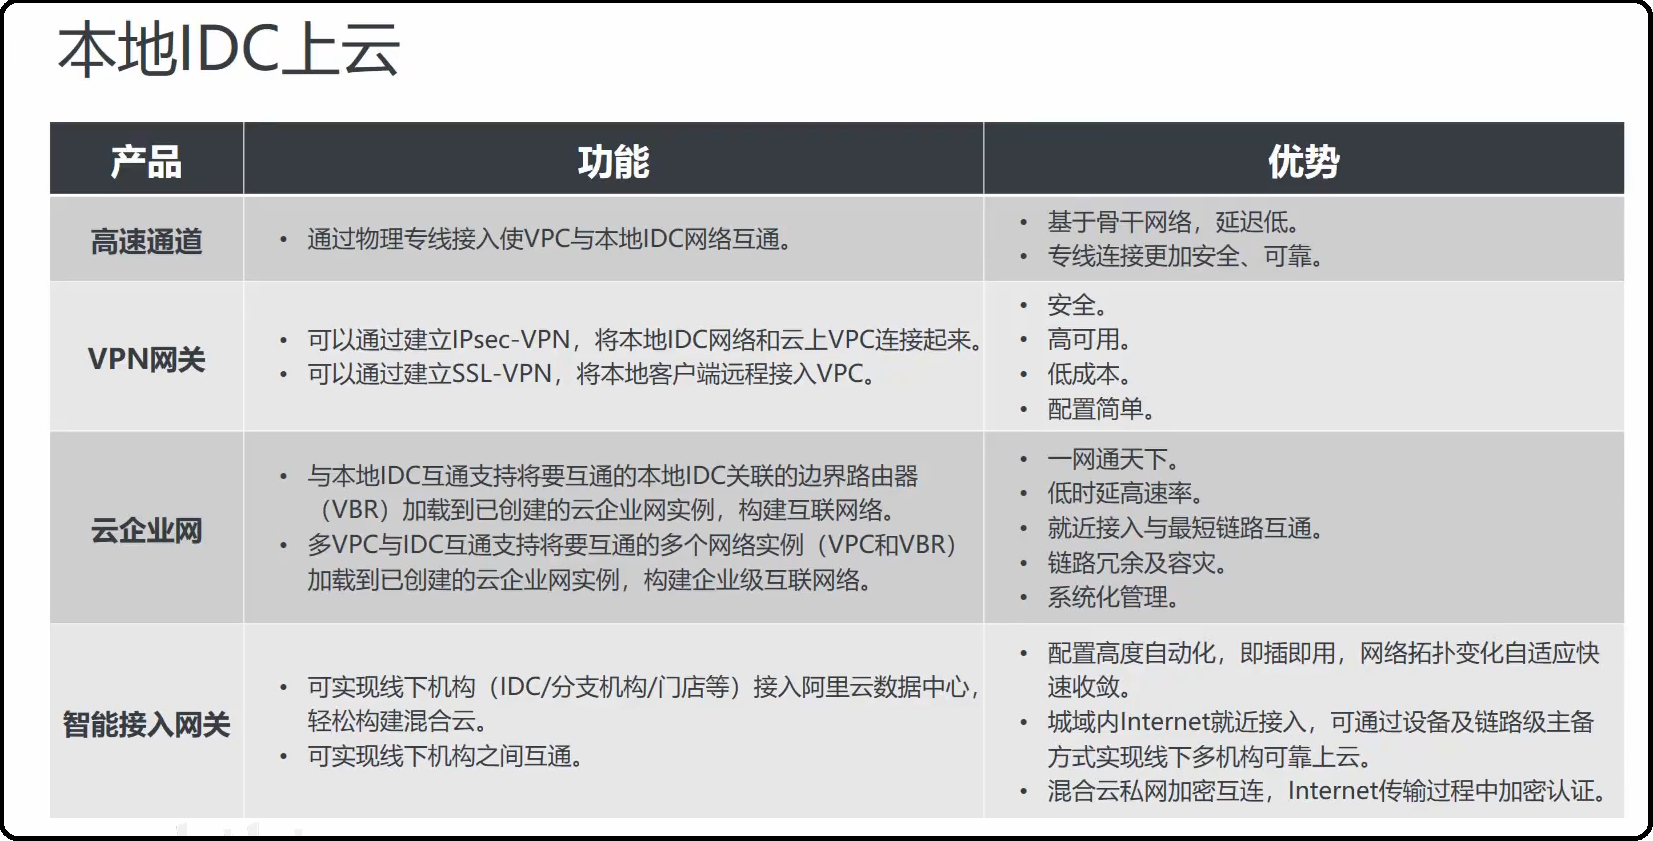 本地IDC上云
产品
功能
优势
高速通道
• 通过物理专线接入使VPC与本地IDC网络互通。
• 基于骨干网络，延迟低。
• 专线连接更加安全、可靠。
VPN网关
• 可以通过建立IPsec-VPN，将本地IDC网络和云上VPC连接起来。
• 可以通过建立SSL-VPN，将本地客户端远程接入VPC。
• 安全。
• 高可用。
• 低成本。
• 配置简单。
云企业网
• 与本地IDC互通支持将要互通的本地IDC关联的边界路由器
（VBR）加载到已创建的云企业网实例，构建互联网络。
• 多VPC与IDC互通支持将要互通的多个网络实例（VPC和VBR）
加载到已创建的云企业网实例，构建企业级互联网络。
• 一网通天下。
• 低时延高速率。
• 就近接入与最短链路互通。
• 链路冗余及容灾。
• 系统化管理。
智能接入网关
• 可实现线下机构（IDC/分支机构/门店等）接入阿里云数据中心，
轻松构建混合云。
• 可实现线下机构之间互通。
• 配置高度自动化，即插即用，网络拓扑变化自适应快
速收敛。
• 城域内Internet就近接入，可通过设备及链路级主备
方式实现线下多机构可靠上云。
• 混合云私网加密互连，Internet传输过程中加密认证。